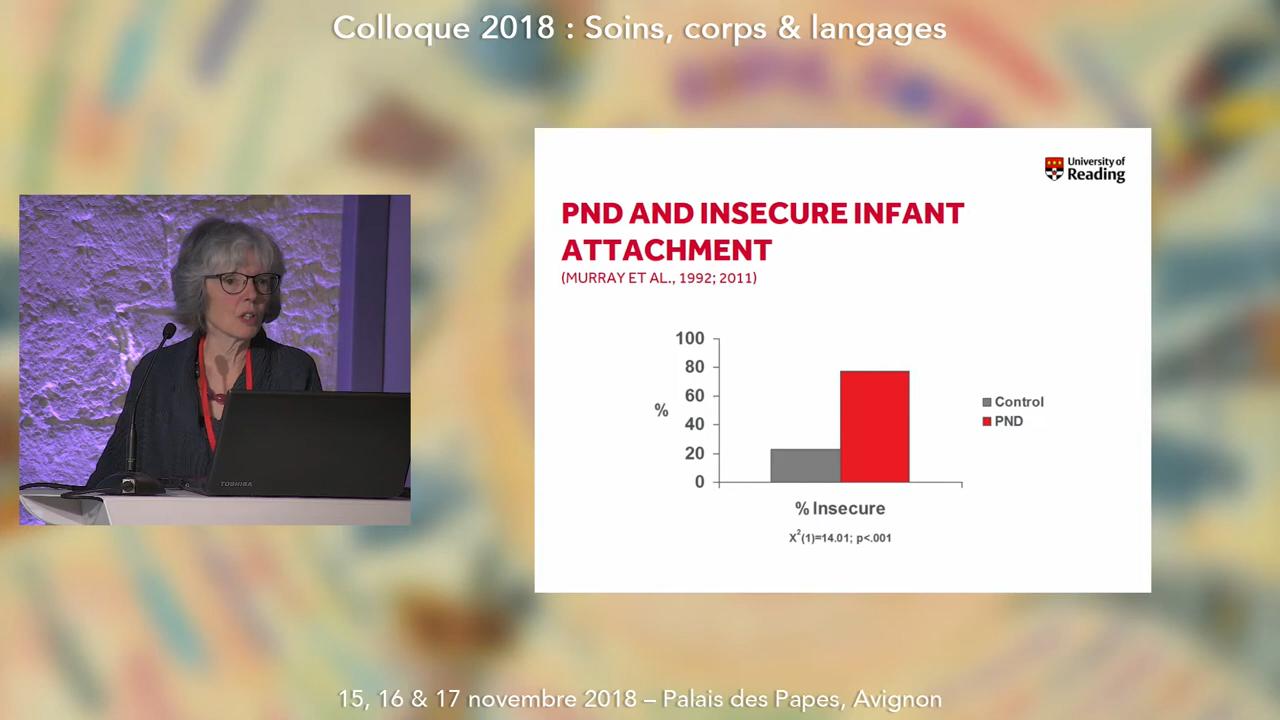 Colloque 2018 : Soins, corps & langages
University of
Reading
PND AND INSECURE INFANT
ATTACHMENT
(MURRAY ET AL., 1992; 2011)
100
80
60
40
20
0
%
Control
PND
% Insecure
X²(1)=14.01; p<.001
TOSHIBA
15, 16 & 17 novembre 2018 – Palais des Papes, Avignon